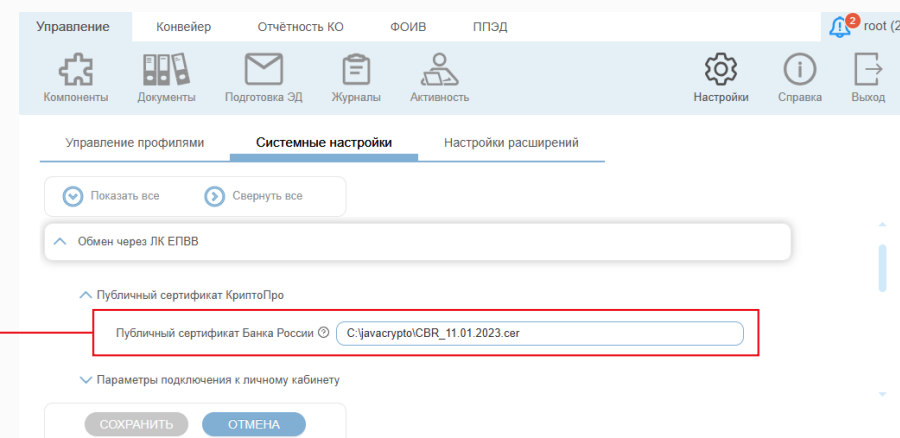 Управление Конвейер Отчётность КО ФОИВ ППЭД 2 root (2
Компоненты Документы Подготовка ЭД Журналы Активность Настройки Справка Выход
Управление профилями Системные настройки Настройки расширений
Показать все Свернуть все
Обмен через ЛК ЕПВВ
Публичный сертификат КриптоПро
Публичный сертификат Банка России ? C:\javacrypto\CBR_11.01.2023.cer
Параметры подключения к личному кабинету
СОХРАНИТЬ ОТМЕНА